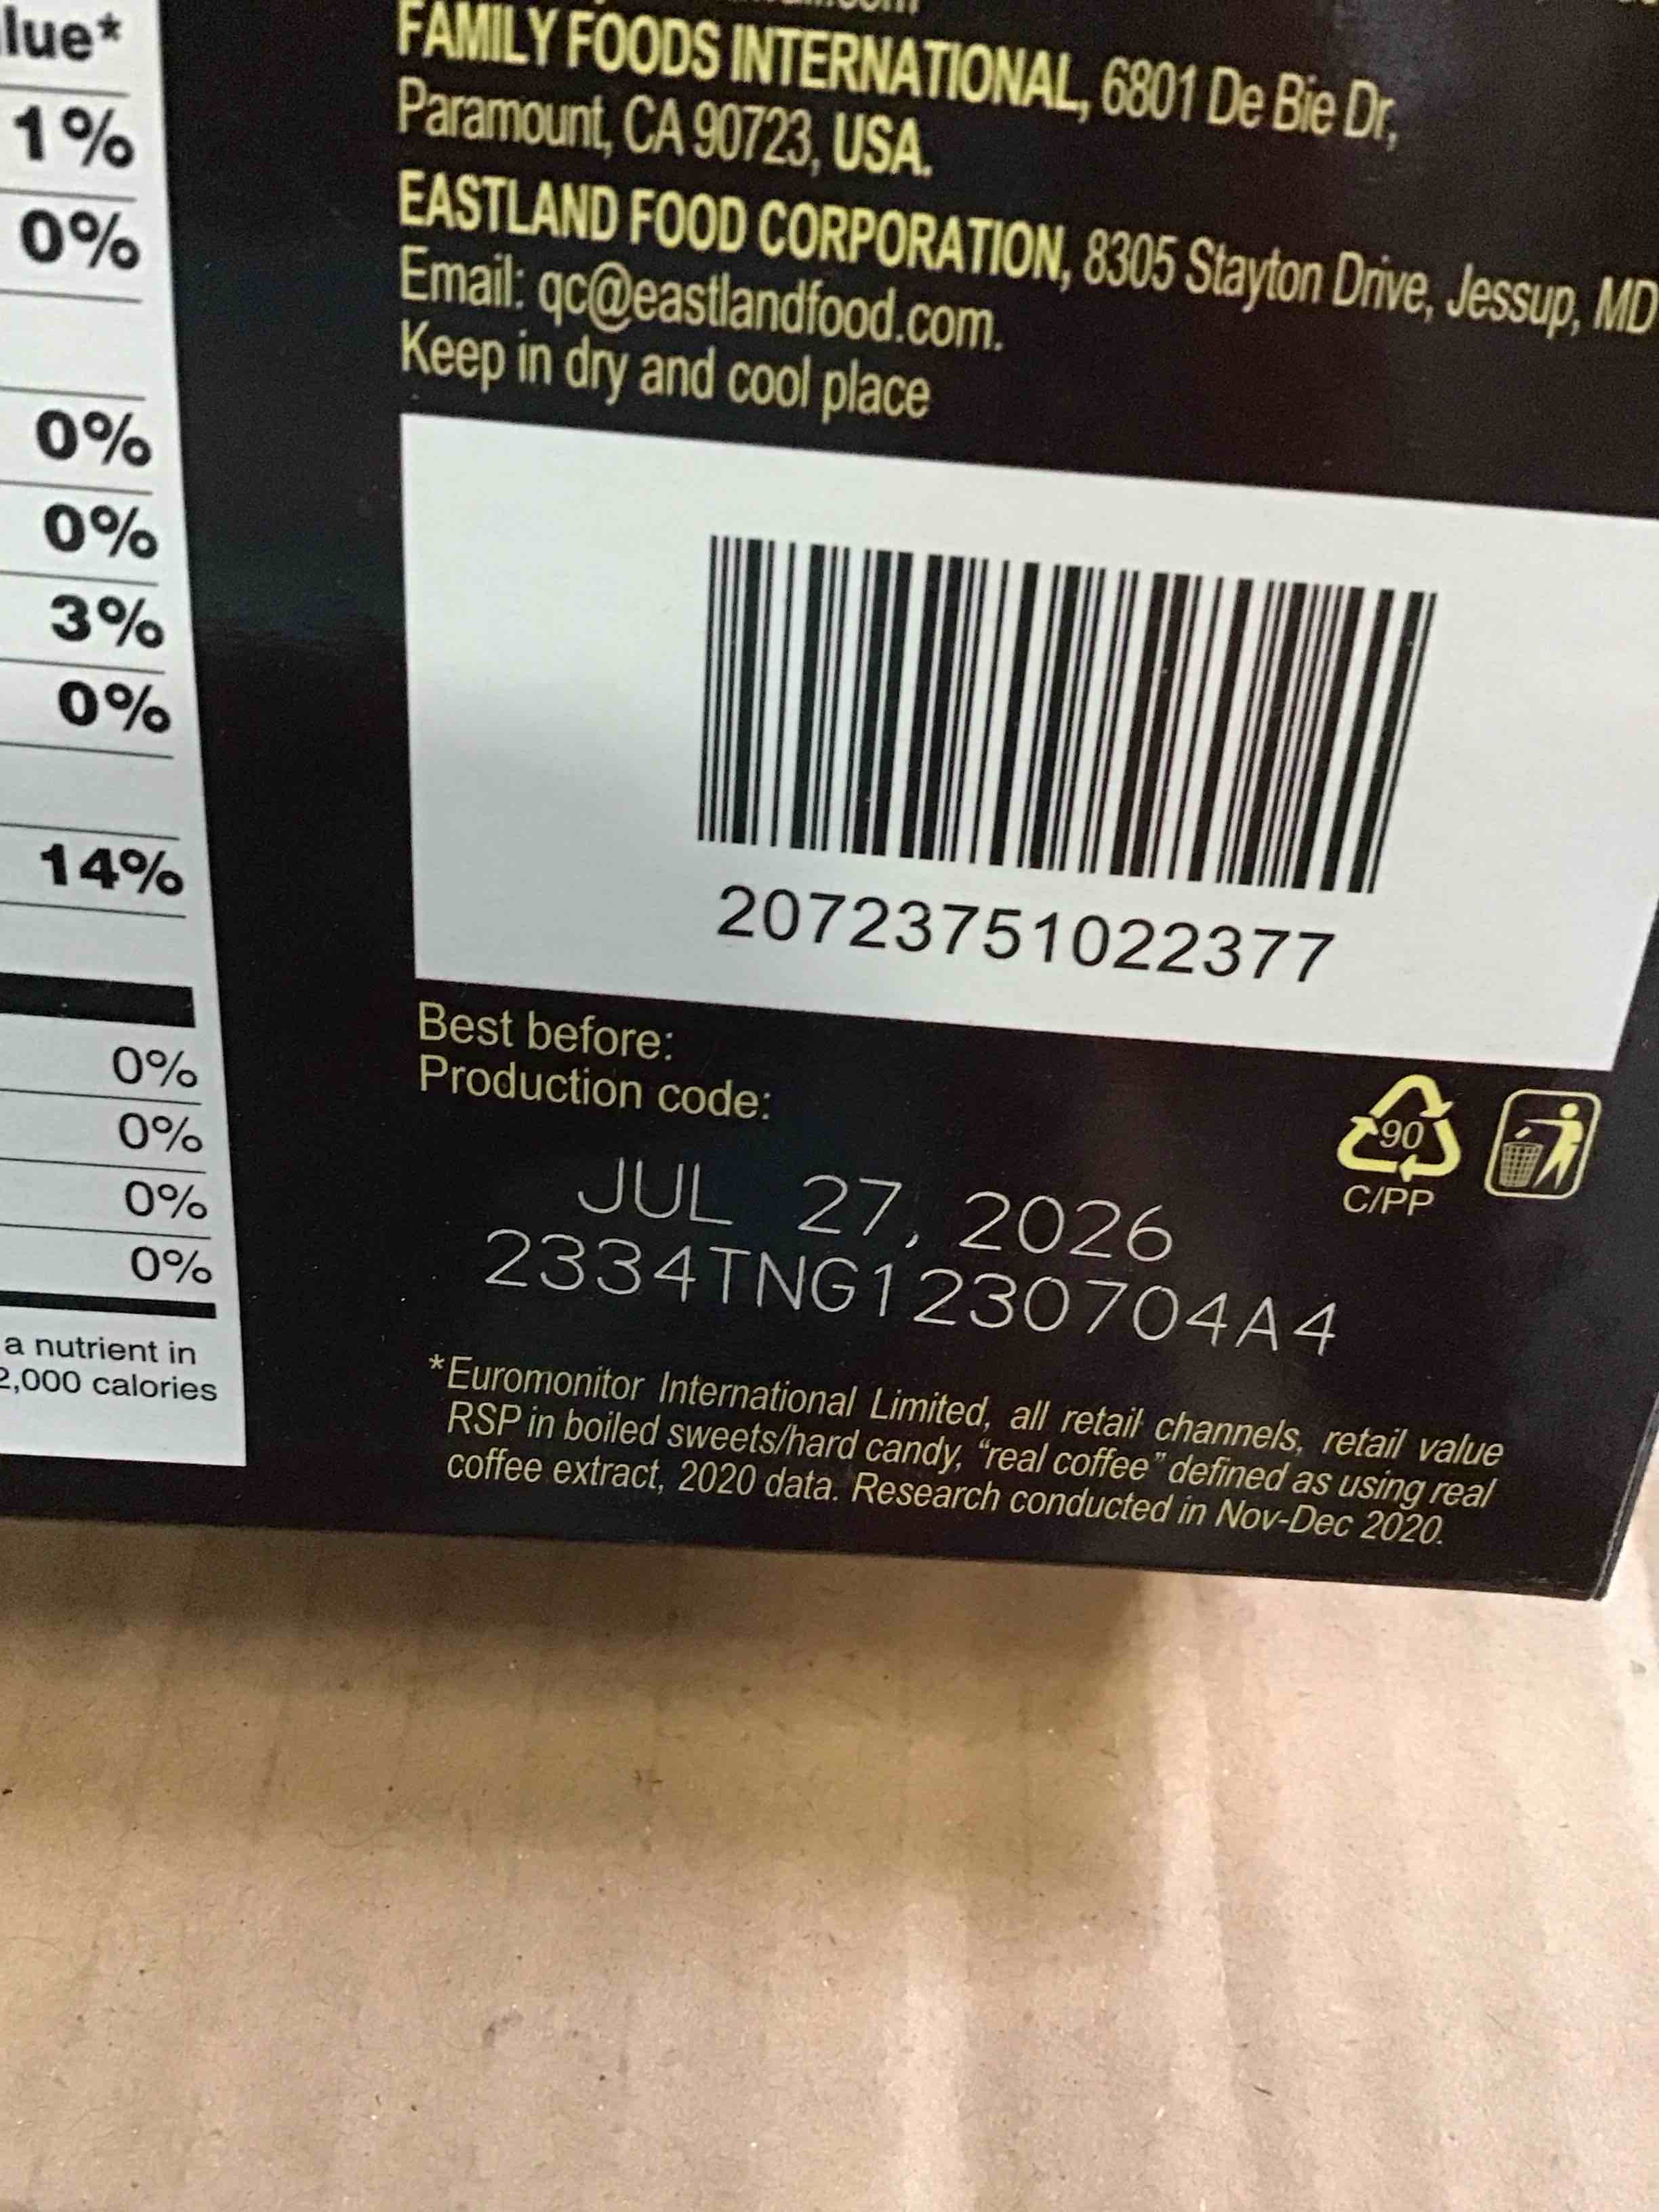 lue*
1%
0%
0%
0%
3%
0%
14%
0%
0%
0%
0%
a nutrient in
2,000 calories
FAMILY FOODS INTERNATIONAL, 6801 De Bie Dr,
Paramount, CA 90723, USA.
EASTLAND FOOD CORPORATION, 8305 Stayton Drive, Jessup, MD
Email: qc@eastlandfood.com.
Keep in dry and cool place
20723751022377
Best before:
Production code:
90
C/PP
JUL 27, 2026
2334TNG1230704A4
*Euromonitor International Limited, all retail channels, retail value
RSP in boiled sweets/hard candy, “real coffee” defined as using real
coffee extract, 2020 data. Research conducted in Nov-Dec 2020.